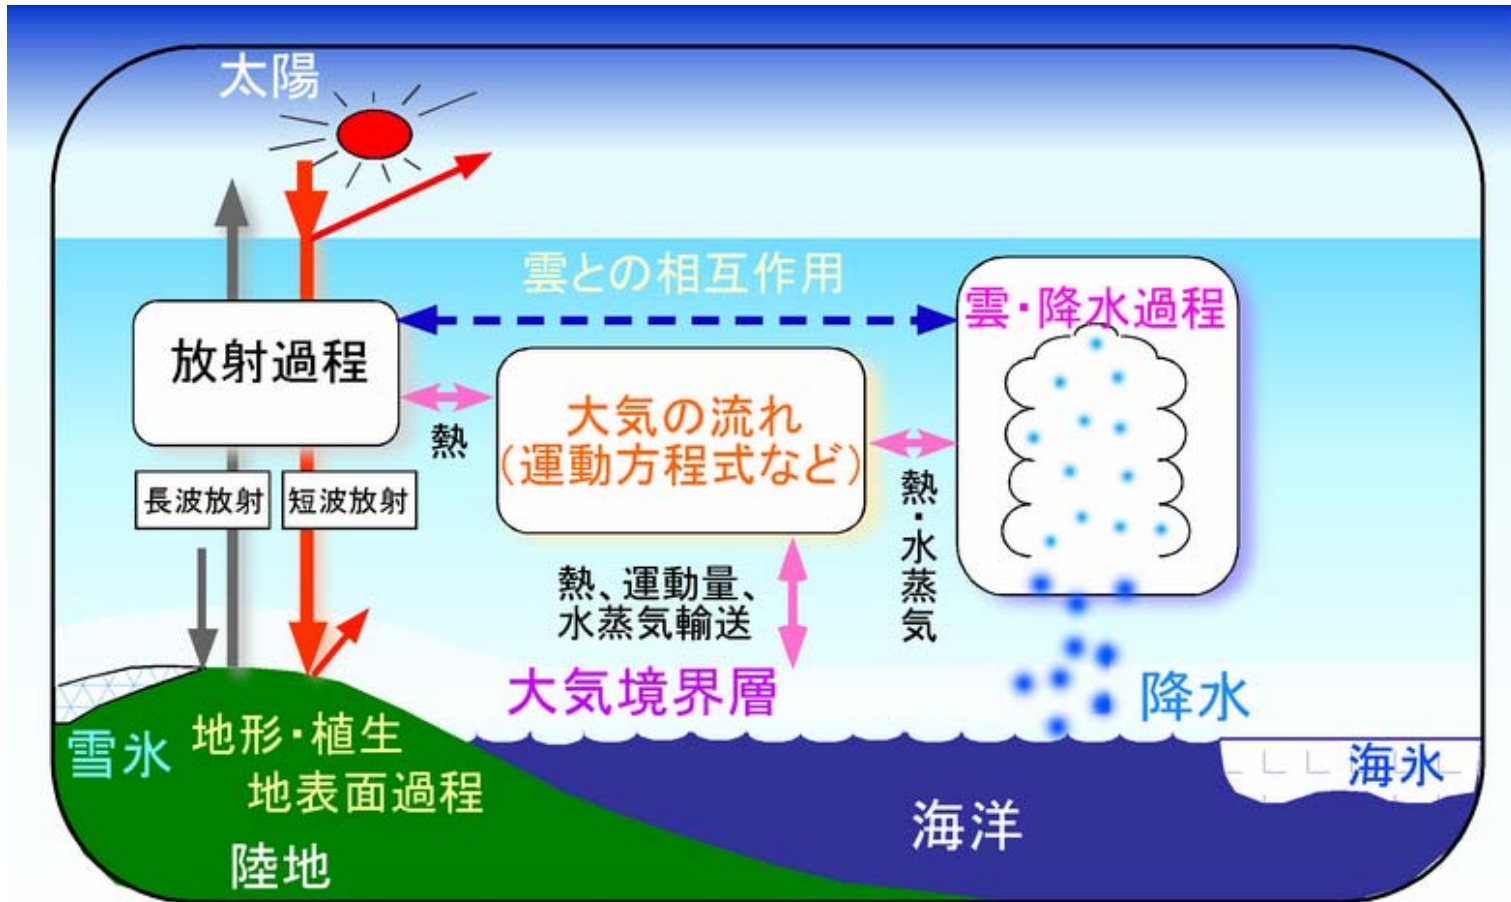 太陽
雲との相互作用
雲・降水過程
放射過程
大気の流れ
(運動方程式など)
熱
熱・水蒸気
長波放射
短波放射
熱、運動量、
水蒸気輸送
大気境界層
降水
雪氷
地形・植生
地表面過程
海氷
海洋
陸地